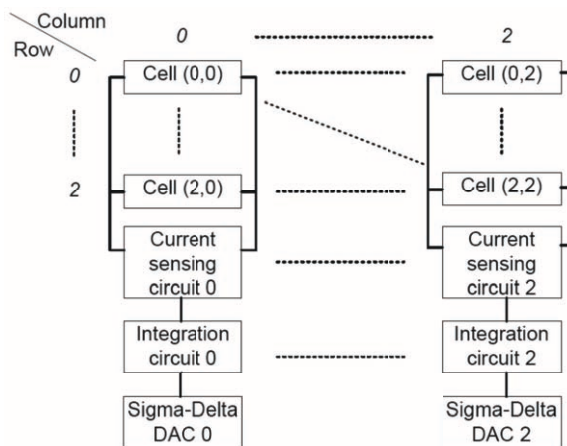 Column
Row
0
2
0
Cell (0,0)
Cell (0,2)
2
Cell (2,0)
Cell (2,2)
Current
sensing
circuit 0
Current
sensing
circuit 2
Integration
circuit 0
Integration
circuit 2
Sigma-Delta
DAC 0
Sigma-Delta
DAC 2